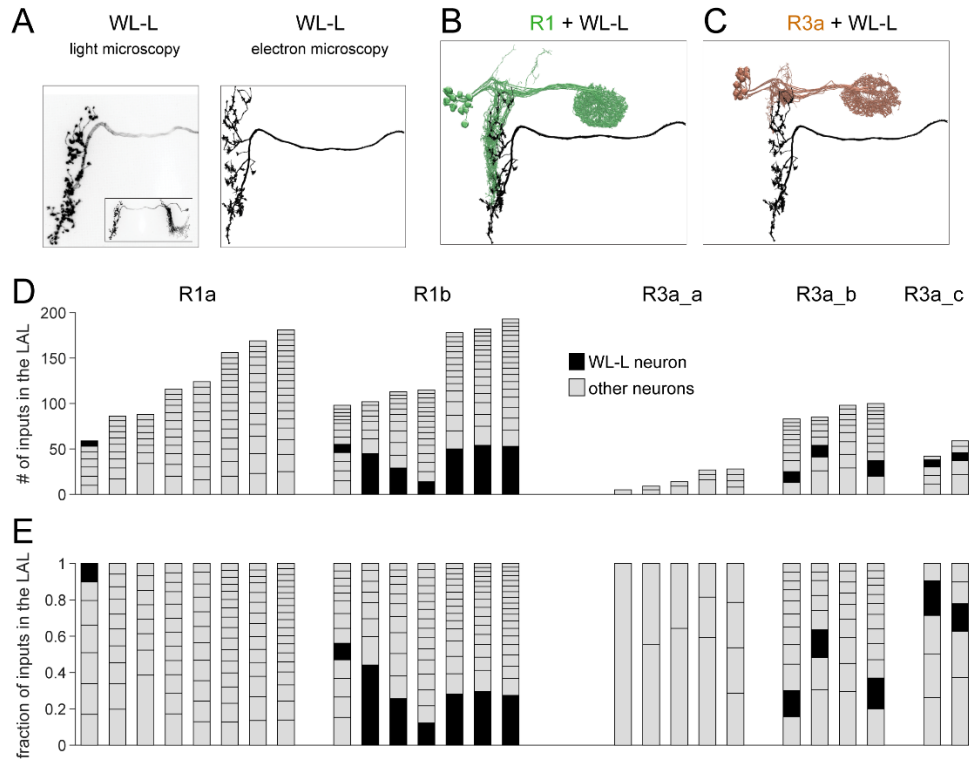 A
WL-L
light microscopy
WL-L
electron microscopy
B
R1 + WL-L
C
R3a + WL-L
D
R1a
R1b
R3a_a
R3a_b
R3a_c
# of inputs in the LAL
200
150
100
50
0
WL-L neuron
other neurons
E
fraction of inputs in the LAL
1
0.8
0.6
0.4
0.2
0